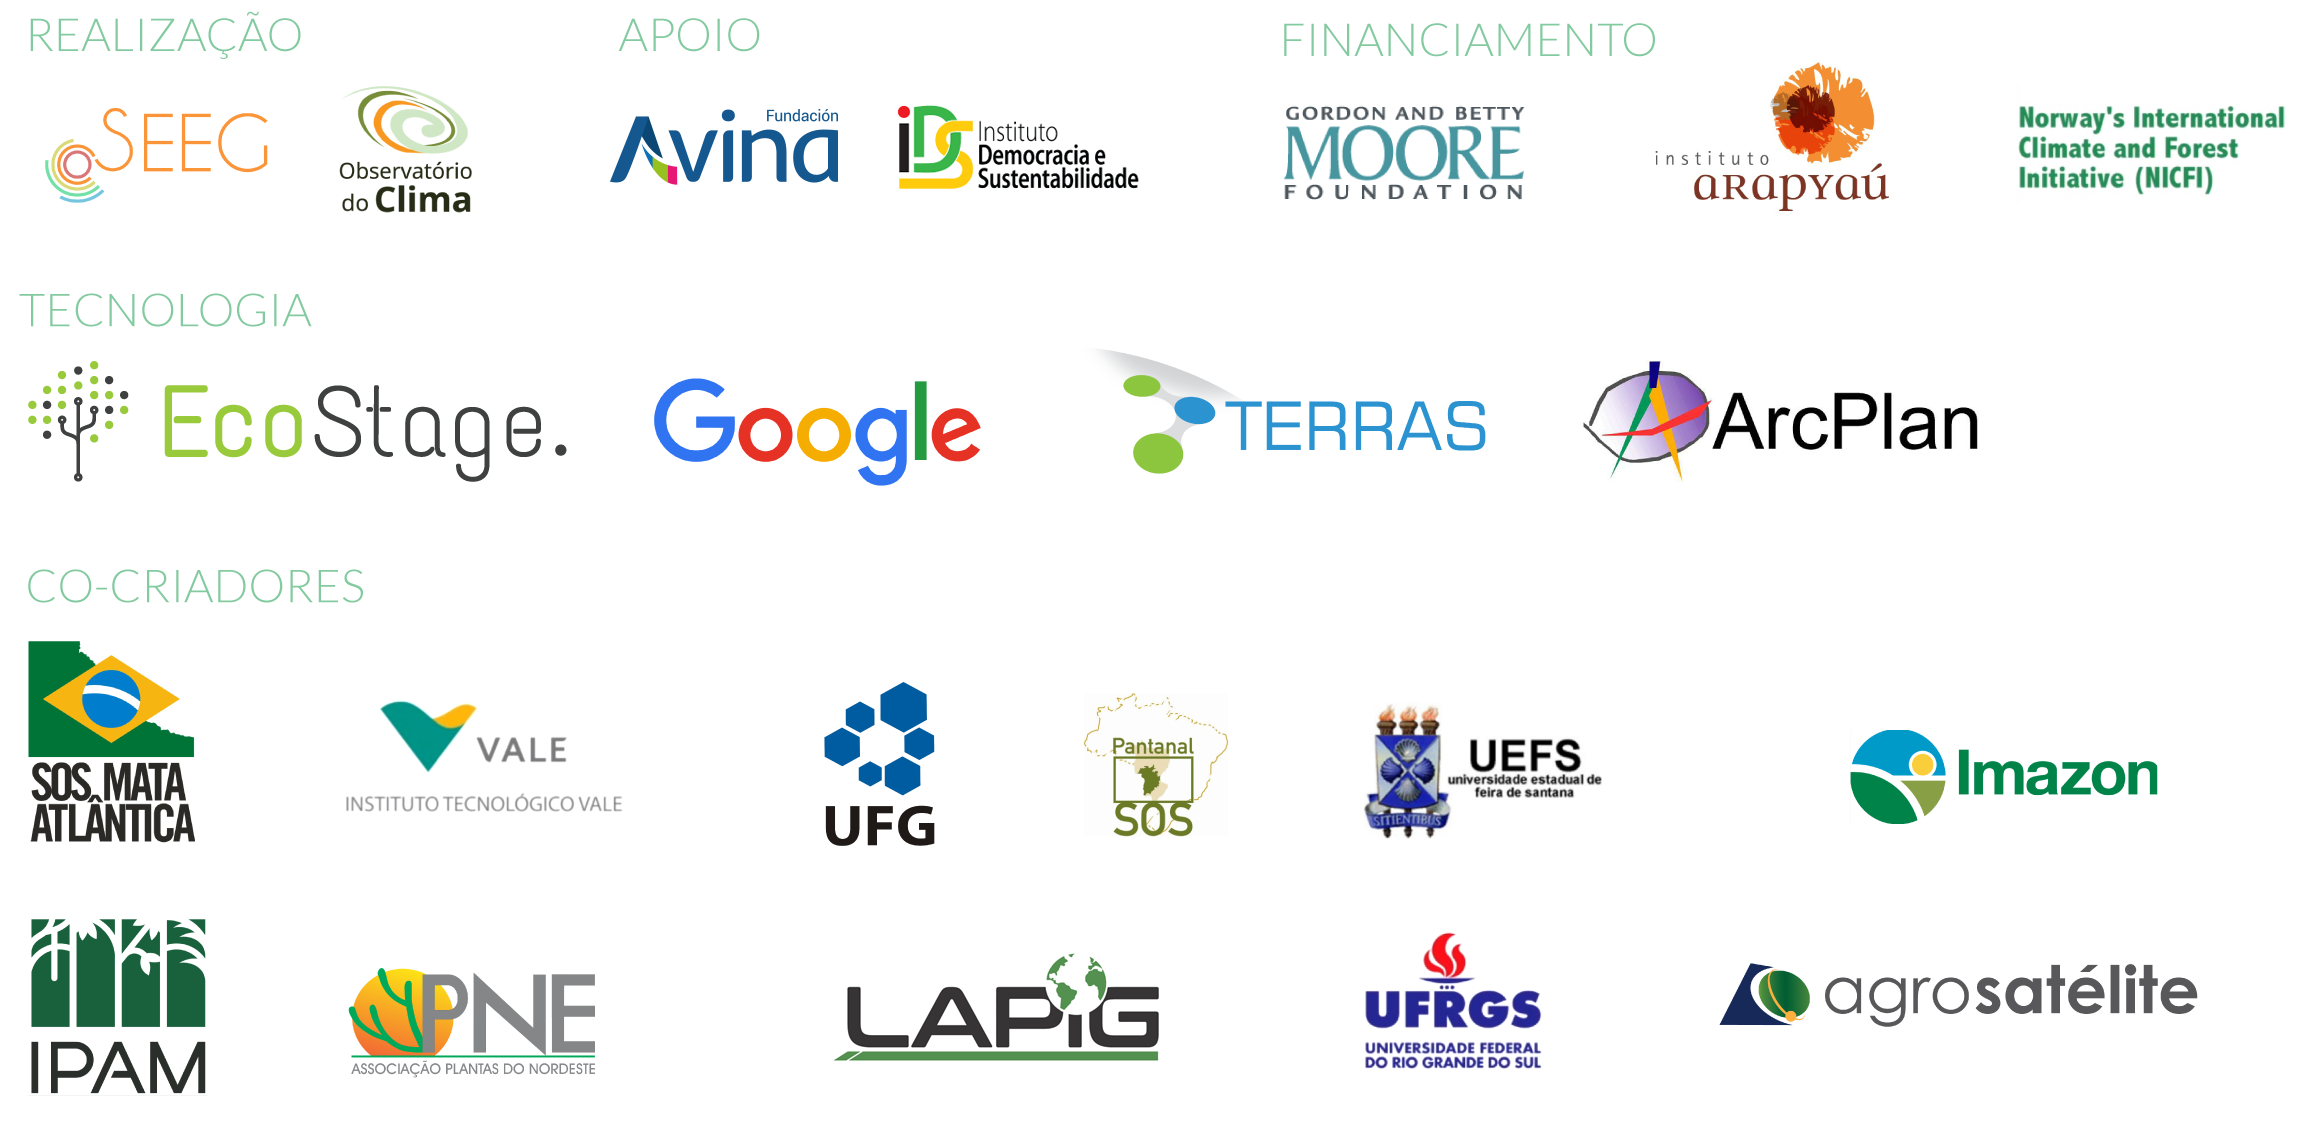 REALIZAÇÃO
APOIO
FINANCIAMENTO
SEEG
Observatório
do Clima
Fundación
Avina
iDS
Instituto
Democracia e
Sustentabilidade
GORDON AND BETTY
MOORE
FOUNDATION
instituto
aRapyaú
Norway's International
Climate and Forest
Initiative (NICFI)
TECNOLOGIA
EcoStage.
Google
TERRAS
ArcPlan
CO-CRIADORES
SOS MATA
ATLÂNTICA
VALE
INSTITUTO TECNOLÓGICO VALE
UFG
Pantanal
SOS
SITIENTIBUS
UEFS
universidade estadual de
feira de santana
Imazon
IPAM
PNE
ASSOCIAÇÃO PLANTAS DO NORDESTE
LAPiG
UFRGS
UNIVERSIDADE FEDERAL
DO RIO GRANDE DO SUL
agrosatélite